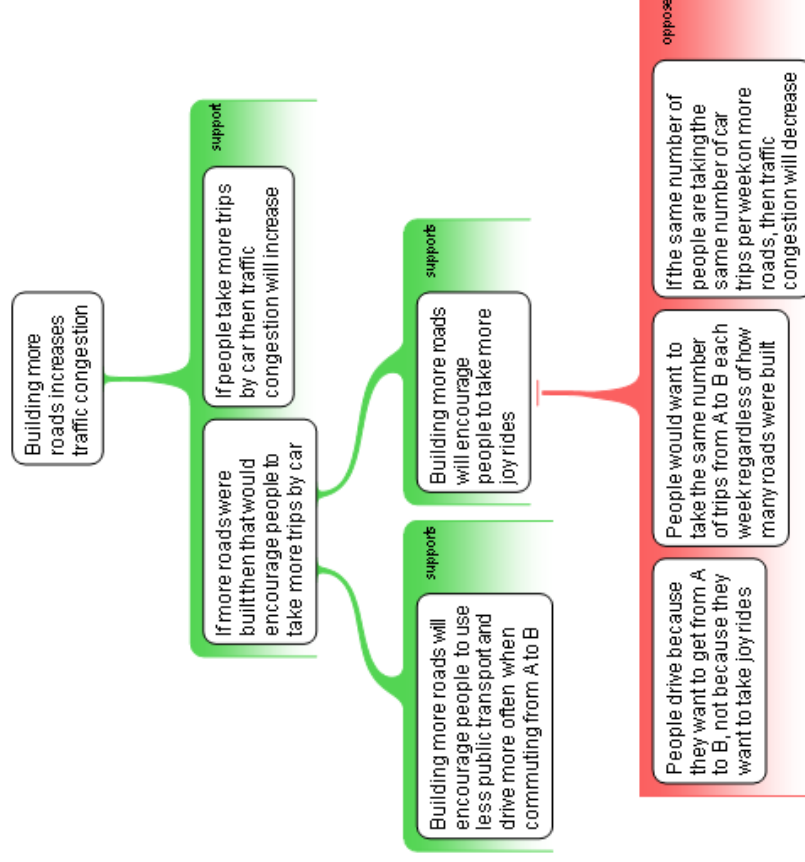 Building more
roads increases
traffic congestion
If more roads were
built then that would
encourage people to
take more trips by car
If people take more trips
by car then traffic
congestion will increase
support
Building more roads will
encourage people to use
less public transport and
drive more often when
commuting from A to B
supports
Building more roads
will encourage
people to take more
joy rides
supports
People drive because
they want to get from A
to B, not because they
want to take joy rides
People would want to
take the same number
of trips from A to B each
week regardless of how
many roads were built
If the same number of
people are taking the
same number of car
trips per week on more
roads, then traffic
congestion will decrease
oppose